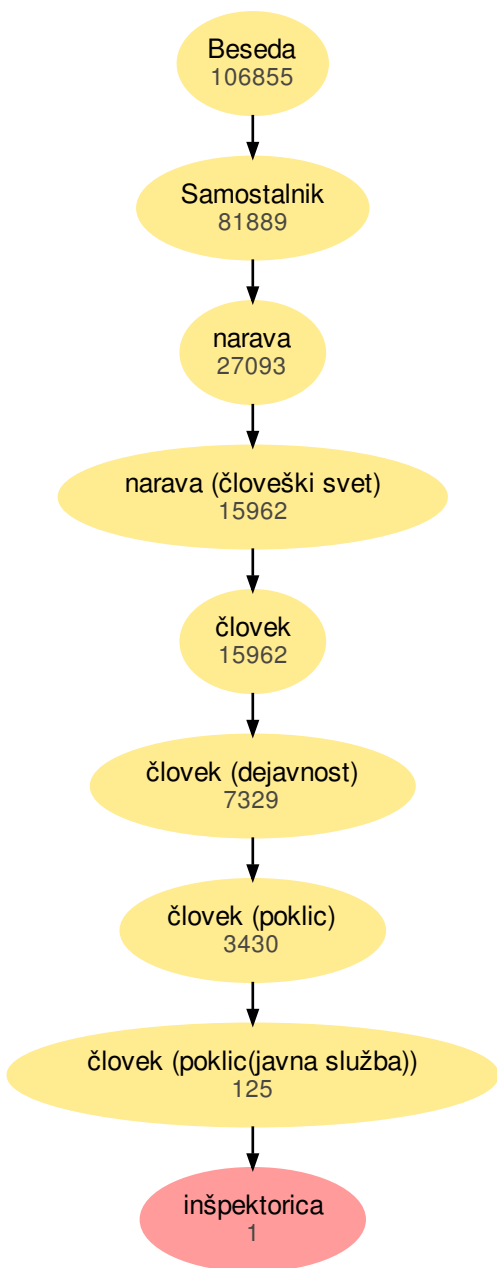 Beseda
106855
Samostalnik
81889
narava
27093
narava (človeški svet)
15962
človek
15962
človek (dejavnost)
7329
človek (poklic)
3430
človek (poklic(javna služba))
125
inšpektorica
1